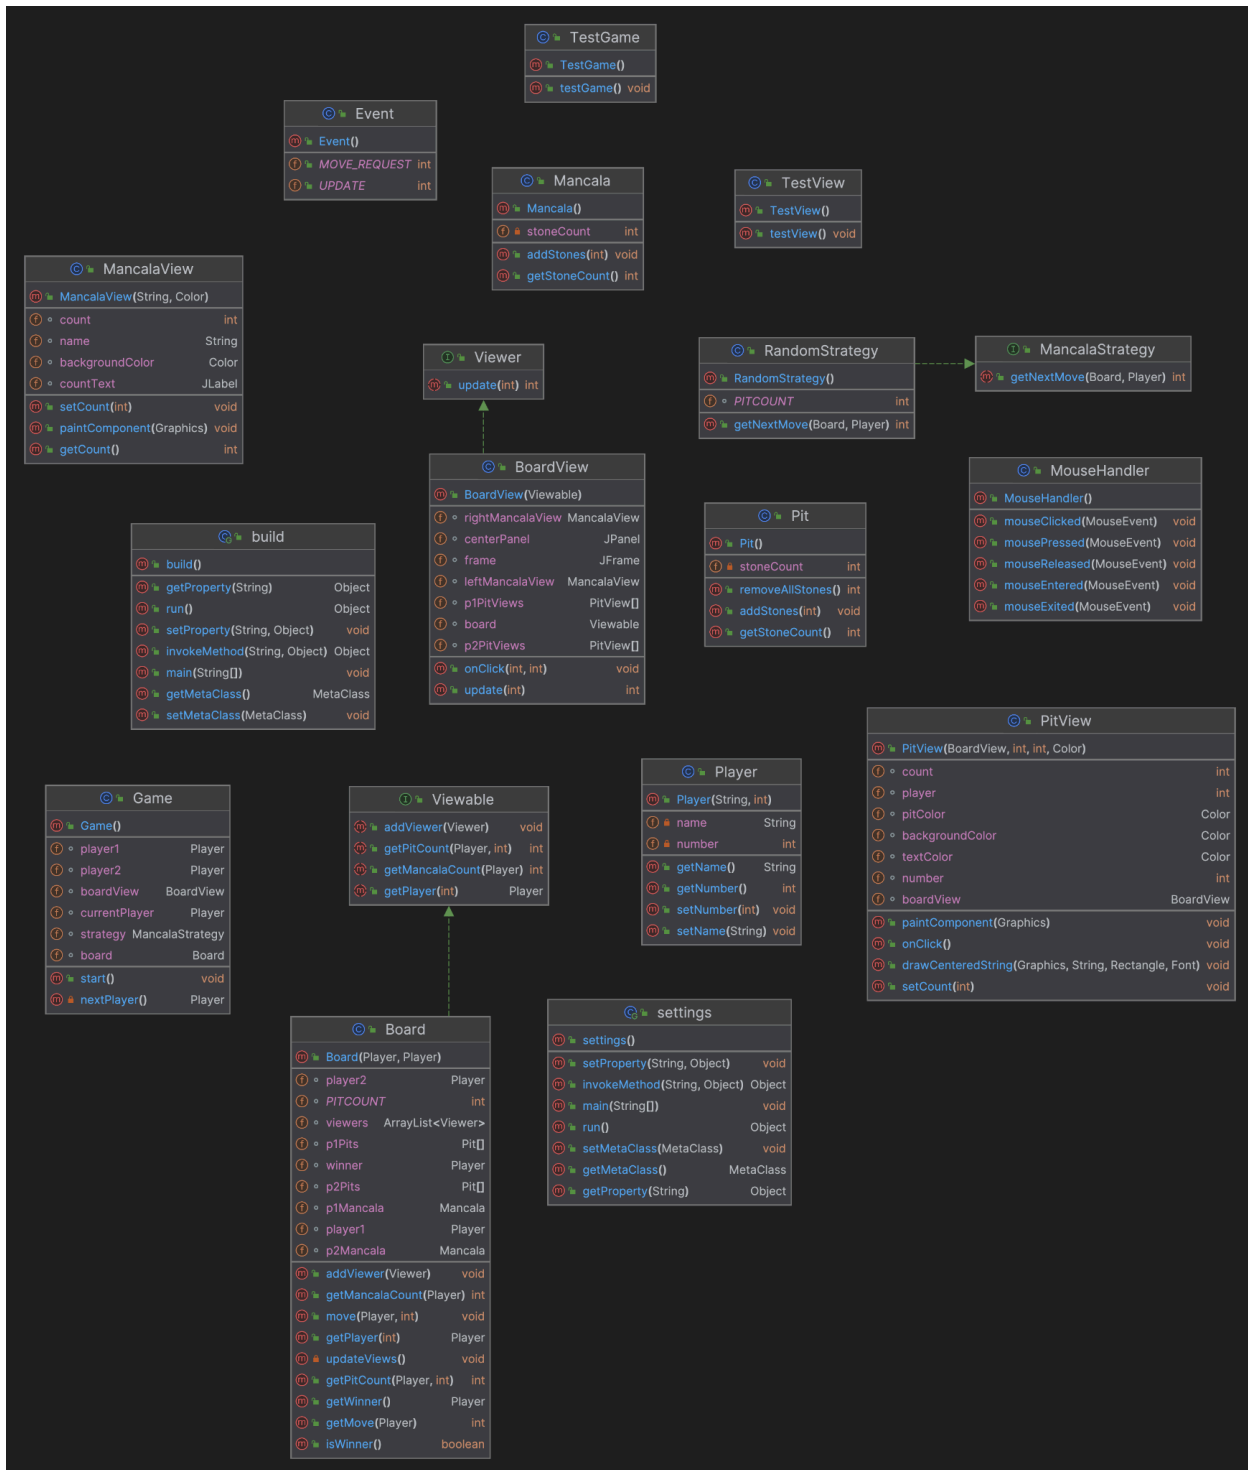 TestGame
TestGame()
testGame() void
Event
Event()
MOVE_REQUEST int
UPDATE int
Mancala
Mancala()
stoneCount int
addStones(int) void
getStoneCount() int
TestView
TestView()
testView() void
MancalaView
MancalaView(String, Color)
count int
name String
backgroundColor Color
countText JLabel
setCount(int) void
paintComponent(Graphics) void
getCount() int
Viewer
update(int) int
RandomStrategy
RandomStrategy()
PITCOUNT int
getNextMove(Board, Player) int
MancalaStrategy
getNextMove(Board, Player) int
BoardView
BoardView(Viewable)
rightMancalaView MancalaView
centerPanel JPanel
frame JFrame
leftMancalaView MancalaView
p1PitViews PitView[]
board Viewable
p2PitViews PitView[]
onClick(int, int) void
update(int) int
MouseHandler
MouseHandler()
mouseClicked(MouseEvent) void
mousePressed(MouseEvent) void
mouseReleased(MouseEvent) void
mouseEntered(MouseEvent) void
mouseExited(MouseEvent) void
Pit
Pit()
stoneCount int
removeAllStones() int
addStones(int) void
getStoneCount() int
build
build()
getProperty(String) Object
run() Object
setProperty(String, Object) void
invokeMethod(String, Object) Object
main(String[]) void
getMetaClass() MetaClass
setMetaClass(MetaClass) void
PitView
PitView(BoardView, int, int, Color)
count int
player int
pitColor Color
backgroundColor Color
textColor Color
number int
boardView BoardView
paintComponent(Graphics) void
onClick() void
drawCenteredString(Graphics, String, Rectangle, Font) void
setCount(int) void
Player
Player(String, int)
name String
number int
getName() String
getNumber() int
setNumber(int) void
setName(String) void
Game
Game()
player1 Player
player2 Player
boardView BoardView
currentPlayer Player
strategy MancalaStrategy
board Board
start() void
nextPlayer() Player
Viewable
addViewer(Viewer) void
getPitCount(Player, int) int
getMancalaCount(Player) int
getPlayer(int) Player
settings
settings()
setProperty(String, Object) void
invokeMethod(String, Object) Object
main(String[]) void
run() Object
setMetaClass(MetaClass) void
getMetaClass() MetaClass
getProperty(String) Object
Board
Board(Player, Player)
player2 Player
PITCOUNT int
viewers ArrayList<Viewer>
p1Pits Pit[]
winner Player
p2Pits Pit[]
p1Mancala Mancala
player1 Player
p2Mancala Mancala
addViewer(Viewer) void
getMancalaCount(Player) int
move(Player, int) void
getPlayer(int) Player
updateViews() void
getPitCount(Player, int) int
getWinner() Player
getMove(Player) int
isWinner() boolean